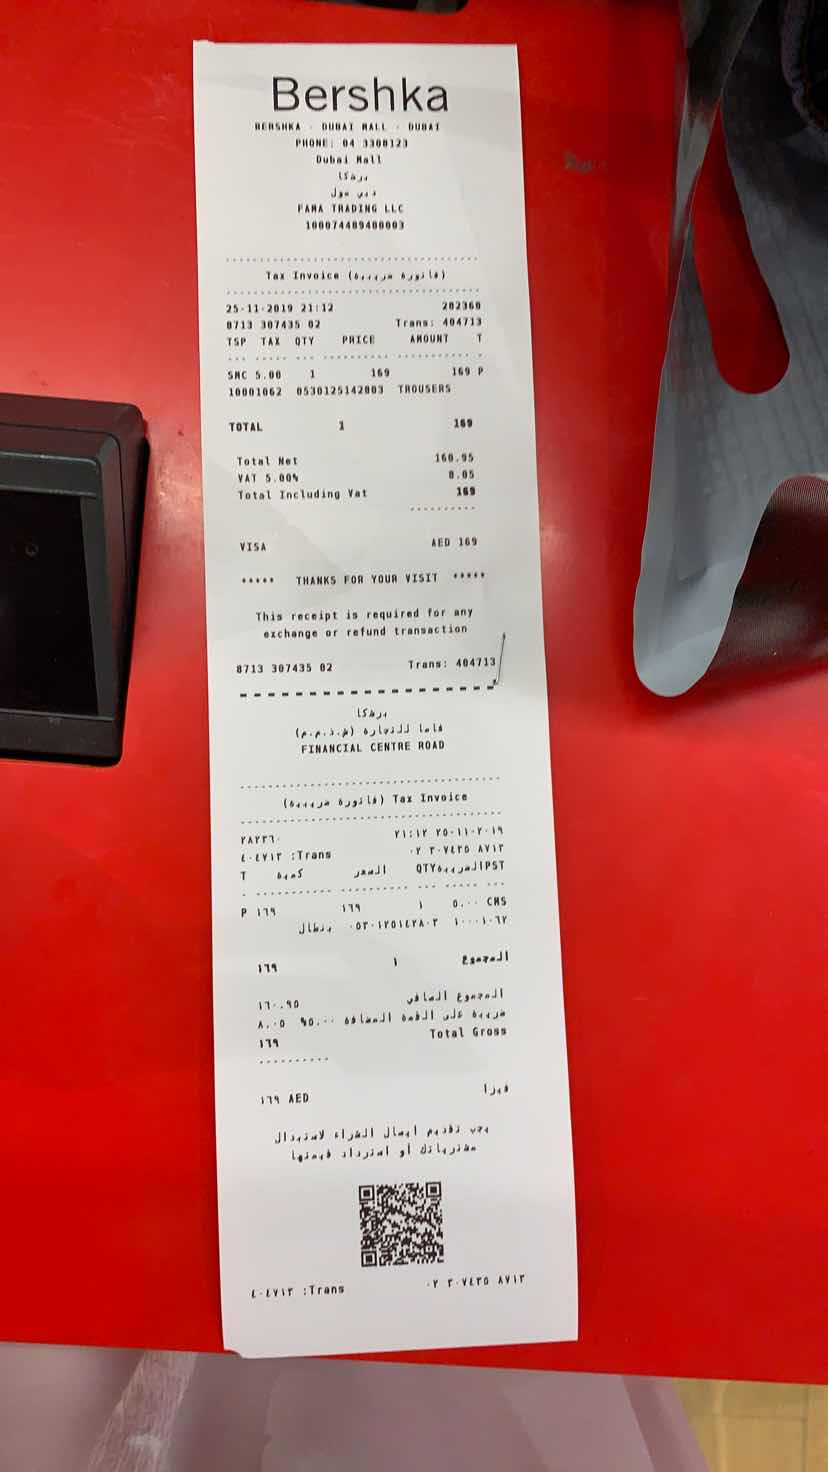 Bershka
BERSHKA - DUBAI MALL - DUBAI
PHONE: 04 3300123
Dubai Mall
برشكا
دبي مول
FAMA TRADING LLC
100074489400003
Tax Invoice (فاتورة ضريبية)
25-11-2019 21:12 202360
8713 307435 02 Trans: 404713
TSP TAX QTY PRICE AMOUNT T
SMC 5.00 1 169 169 P
10001062 0530125142803 TROUSERS
TOTAL 1 169
Total Net 160.95
VAT 5.00% 8.05
Total Including Vat 169
VISA AED 169
***** THANKS FOR YOUR VISIT *****
This receipt is required for any
exchange or refund transaction
8713 307435 02 Trans: 404713
برشكا
فاما للتجارة (ش.ذ.م.م)
FINANCIAL CENTRE ROAD
(فاتورة ضريبية) Tax Invoice
٢٨٢٣٦٠ ٢١:١٢ ٢٥-١١-٢٠١٩
٤٠٤٧١٣ :Trans ٨٧١٣ ٣٠٧٤٣٥ ٠٢
T كمية السعر QTYالضريبةPST
P ١٦٩ ١٦٩ ١ ٥.٠٠ CMS
بنطال ٠٥٣٠١٢٥١٤٢٨٠٣ ١٠٠٠١٠٦٢
المجموع ١ ١٦٩
المجموع الصافي ١٦٠.٩٥
ضريبة على القمة المضافة ٥.٠٠% ٨.٠٥
Total Gross
١٦٩
فيزا
١٦٩ AED
يجب تقديم ايصال الشراء لاستبدال
مشترياتك أو استرداد قيمتها
٤٠٤٧١٣ :Trans ٨٧١٣ ٣٠٧٤٣٥ ٠٢